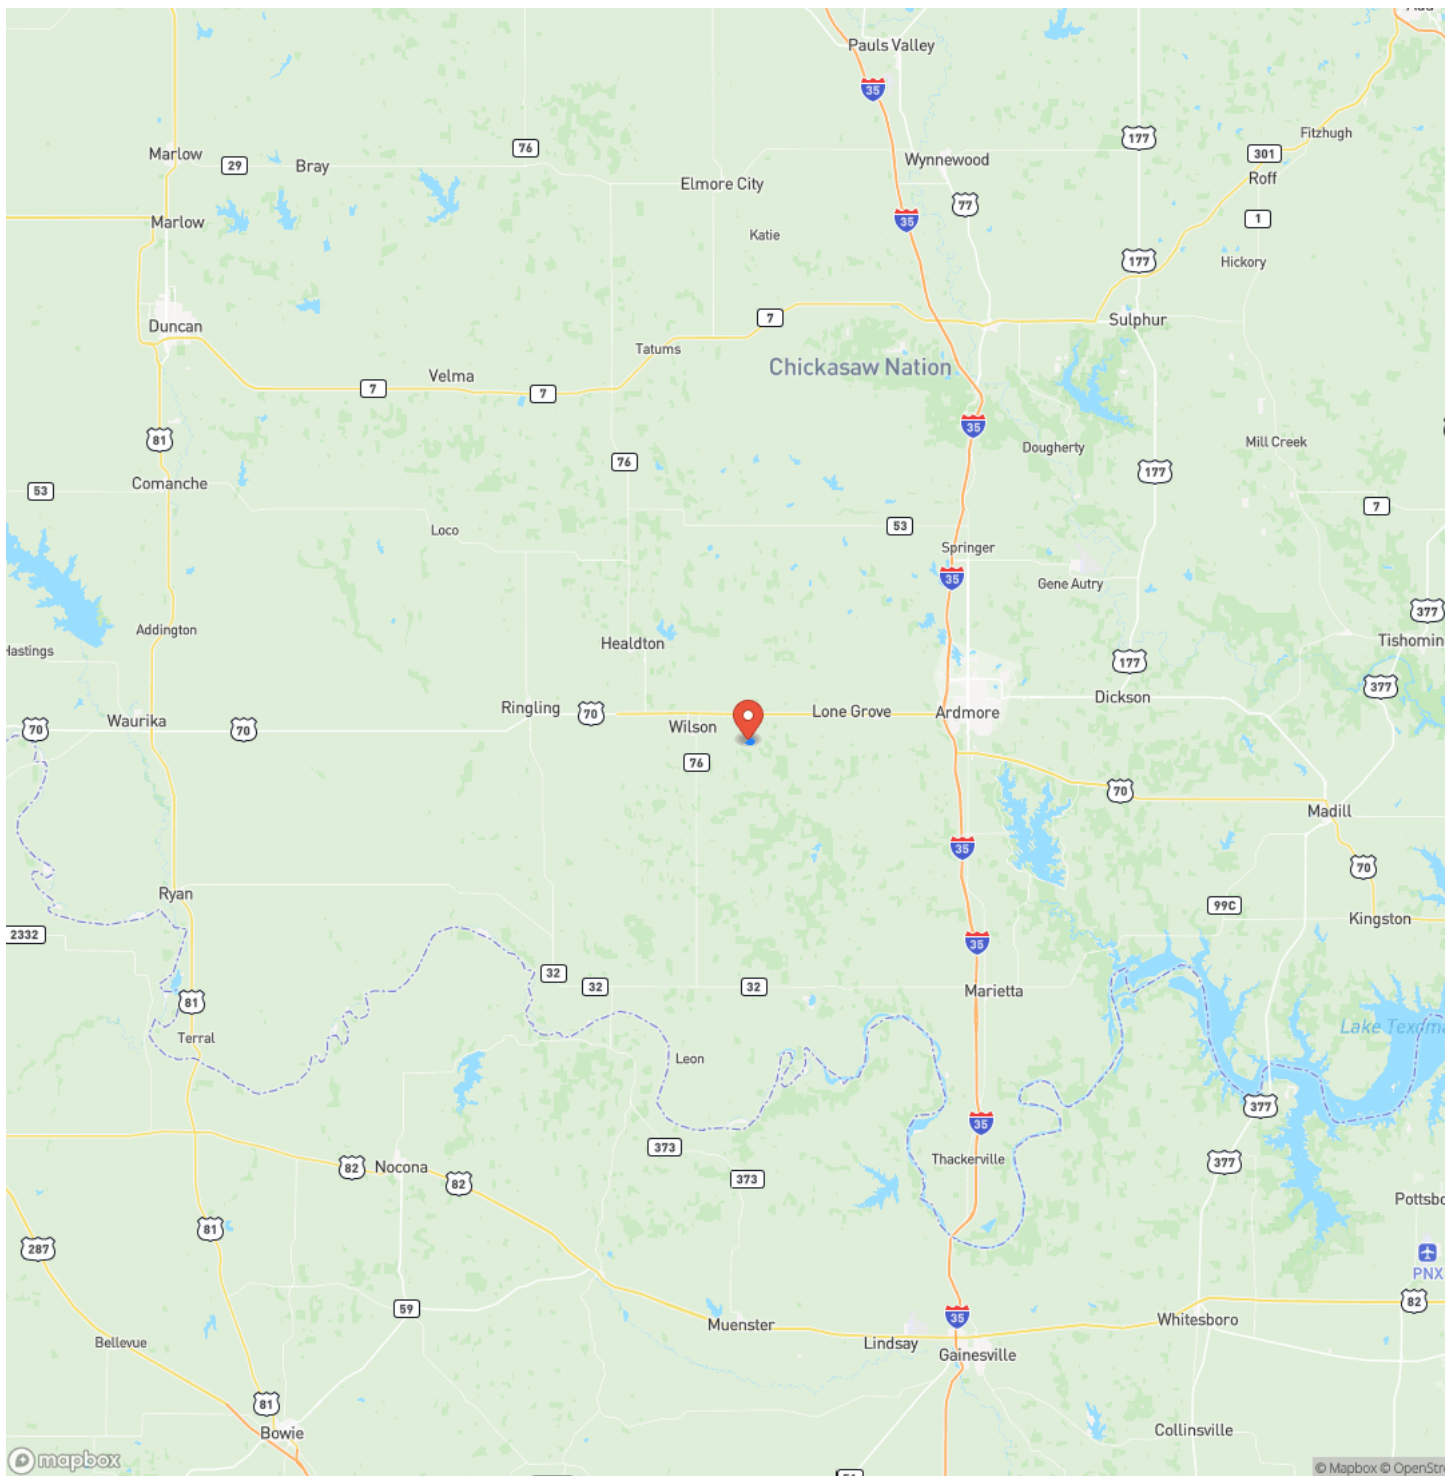 Pauls Valley
35
177
Fitzhugh
Marlow
29
Bray
76
Elmore City
Wynnewood
301
Roff
Marlow
35
77
1
Katie
177
Hickory
Duncan
7
Sulphur
Tatums
Chickasaw Nation
Velma
7
7
35
81
Dougherty
Mill Creek
76
177
53
Comanche
7
Loco
53
Springer
35
Gene Autry
377
Addington
Healdton
Tishomin
Hastings
177
377
Dickson
Ringling
70
Lone Grove
Ardmore
Waurika
70
70
Wilson
76
70
Madill
35
70
Ryan
99C
Kingston
2332
35
32
32
32
Marietta
81
Terral
Lake Texoma
Leon
377
35
373
Thackerville
82
Nocona
82
373
377
Pottsbo
81
287
PNX
59
82
35
Muenster
Whitesboro
Bellevue
Lindsay
Gainesville
81
Bowie
Collinsville
mapbox
© Mapbox © OpenStre